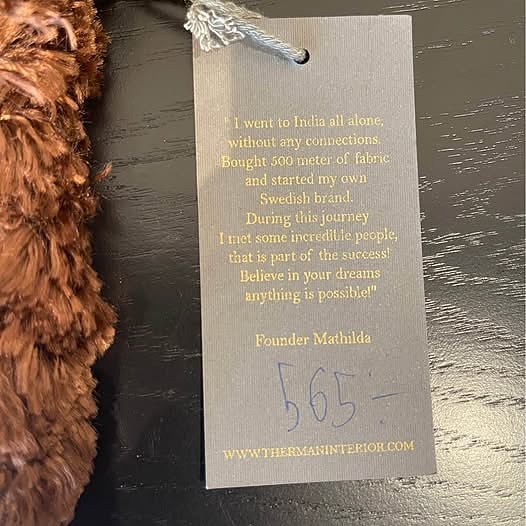 " I went to India all alone,
without any connections.
Bought 500 meter of fabric
and started my own
Swedish brand.
During this journey
I met some incredible people,
that is part of the success!
Believe in your dreams
anything is possible!"
Founder Mathilda
565:-
WWW.THERMANINTERIOR.COM